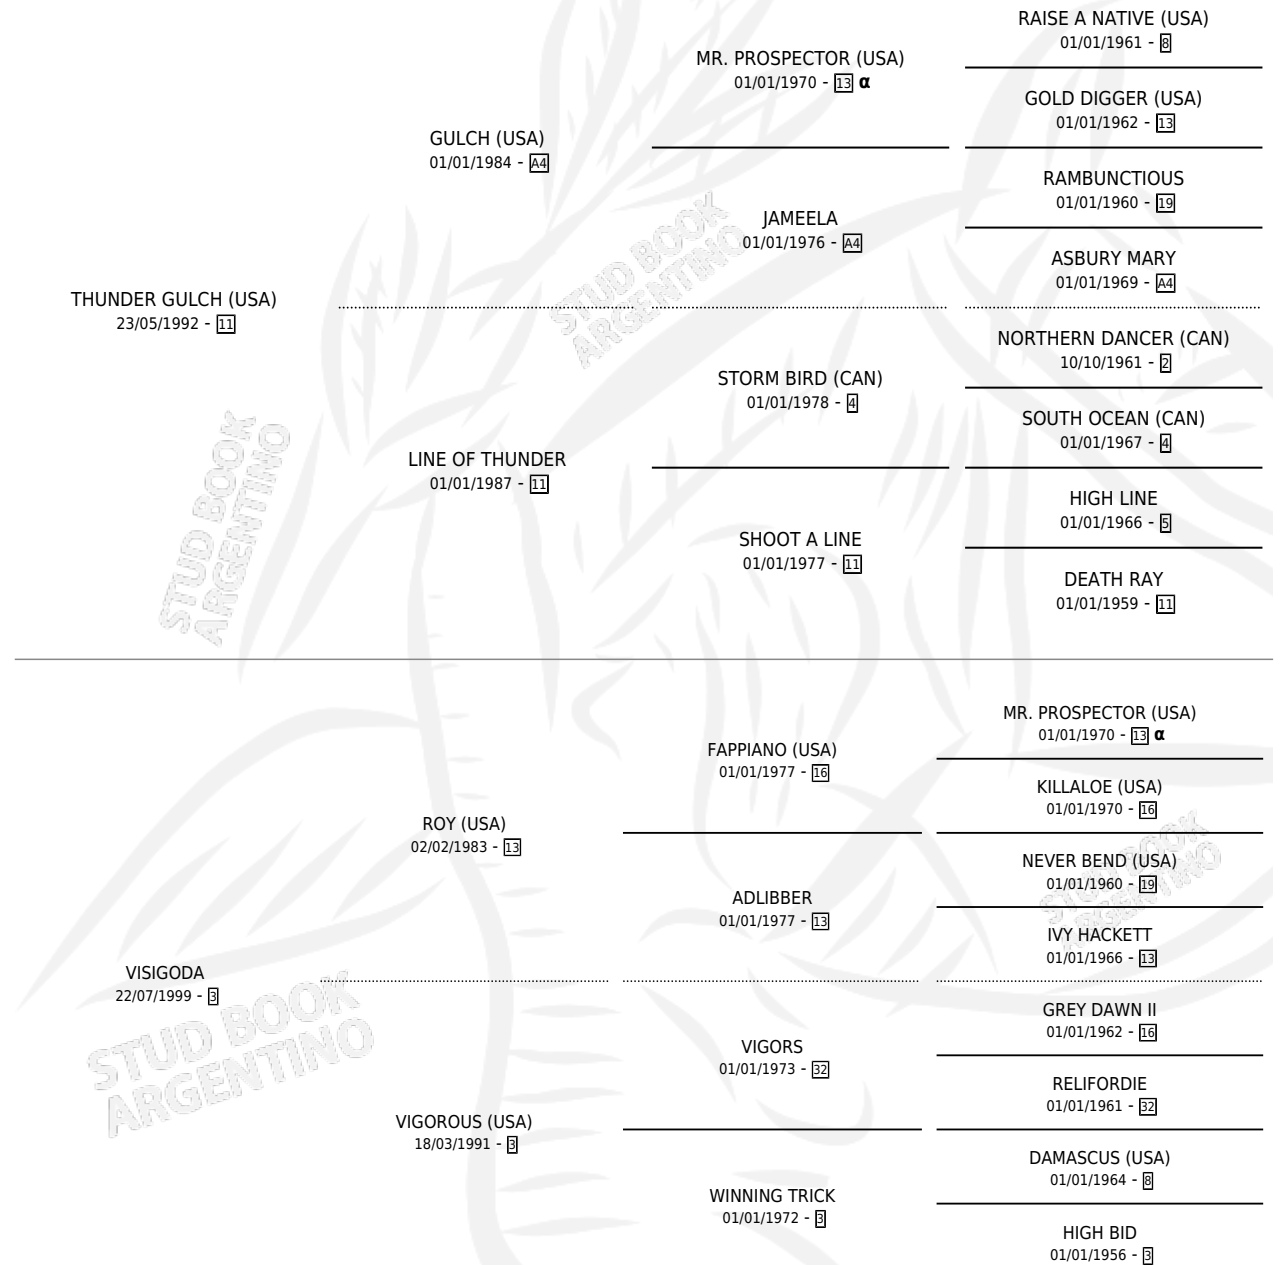 RAISE A NATIVE (USA)
01/01/1961 - 8
MR. PROSPECTOR (USA)
01/01/1970 - 13 α
GOLD DIGGER (USA)
01/01/1962 - 13
GULCH (USA)
01/01/1984 - A4
RAMBUNCTIOUS
01/01/1960 - 19
JAMEELA
01/01/1976 - A4
ASBURY MARY
01/01/1969 - A4
THUNDER GULCH (USA)
23/05/1992 - 11
NORTHERN DANCER (CAN)
10/10/1961 - 2
STORM BIRD (CAN)
01/01/1978 - 4
SOUTH OCEAN (CAN)
01/01/1967 - 4
LINE OF THUNDER
01/01/1987 - 11
HIGH LINE
01/01/1966 - 5
SHOOT A LINE
01/01/1977 - 11
DEATH RAY
01/01/1959 - 11
MR. PROSPECTOR (USA)
01/01/1970 - 13 α
FAPPIANO (USA)
01/01/1977 - 16
KILLALOE (USA)
01/01/1970 - 16
ROY (USA)
02/02/1983 - 13
NEVER BEND (USA)
01/01/1960 - 19
ADLIBBER
01/01/1977 - 13
IVY HACKETT
01/01/1966 - 13
VISIGODA
22/07/1999 - 3
GREY DAWN II
01/01/1962 - 16
VIGORS
01/01/1973 - 32
RELIFORDIE
01/01/1961 - 32
VIGOROUS (USA)
18/03/1991 - 3
DAMASCUS (USA)
01/01/1964 - 8
WINNING TRICK
01/01/1972 - 3
HIGH BID
01/01/1956 - 3
STUD BOOK
ARGENTINO
STUD BOOK
ARGENTINO
STUD BOOK
ARGENTINO
STUD BOOK
ARGENTINO